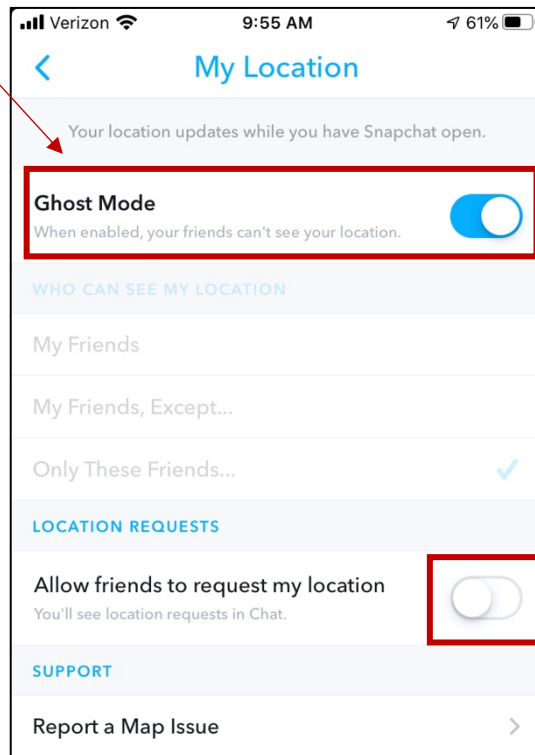 Verizon 9:55 AM 61%
My Location
Your location updates while you have Snapchat open.
Ghost Mode
When enabled, your friends can't see your location.
WHO CAN SEE MY LOCATION
My Friends
My Friends, Except...
Only These Friends...
LOCATION REQUESTS
Allow friends to request my location
You'll see location requests in Chat.
SUPPORT
Report a Map Issue